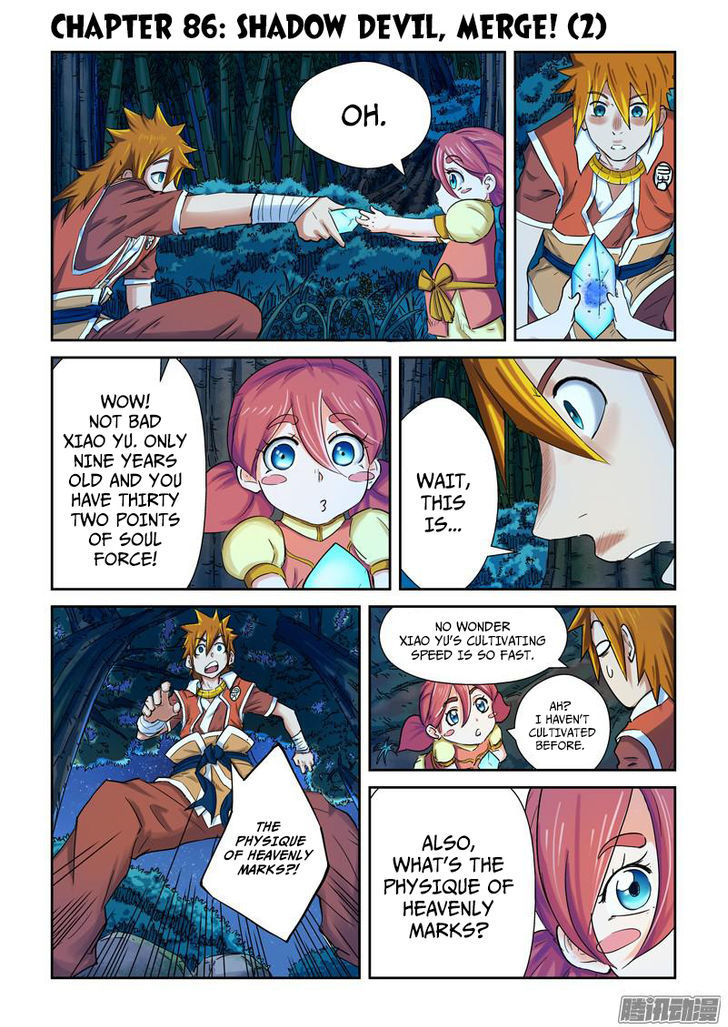 CHAPTER 86: SHADOW DEVIL, MERGE! (2)
OH.
WOW!
NOT BAD
XIAO YU. ONLY
NINE YEARS
OLD AND YOU
HAVE THIRTY
TWO POINTS
OF SOUL
FORCE!
WAIT,
THIS
IS...
THE
PHYSIQUE
OF HEAVENLY
MARKS?!
NO WONDER
XIAO YU'S CULTIVATING
SPEED IS SO FAST.
AH?
I HAVEN'T
CULTIVATED
BEFORE.
ALSO,
WHAT'S THE
PHYSIQUE OF
HEAVENLY
MARKS?
腾讯动漫